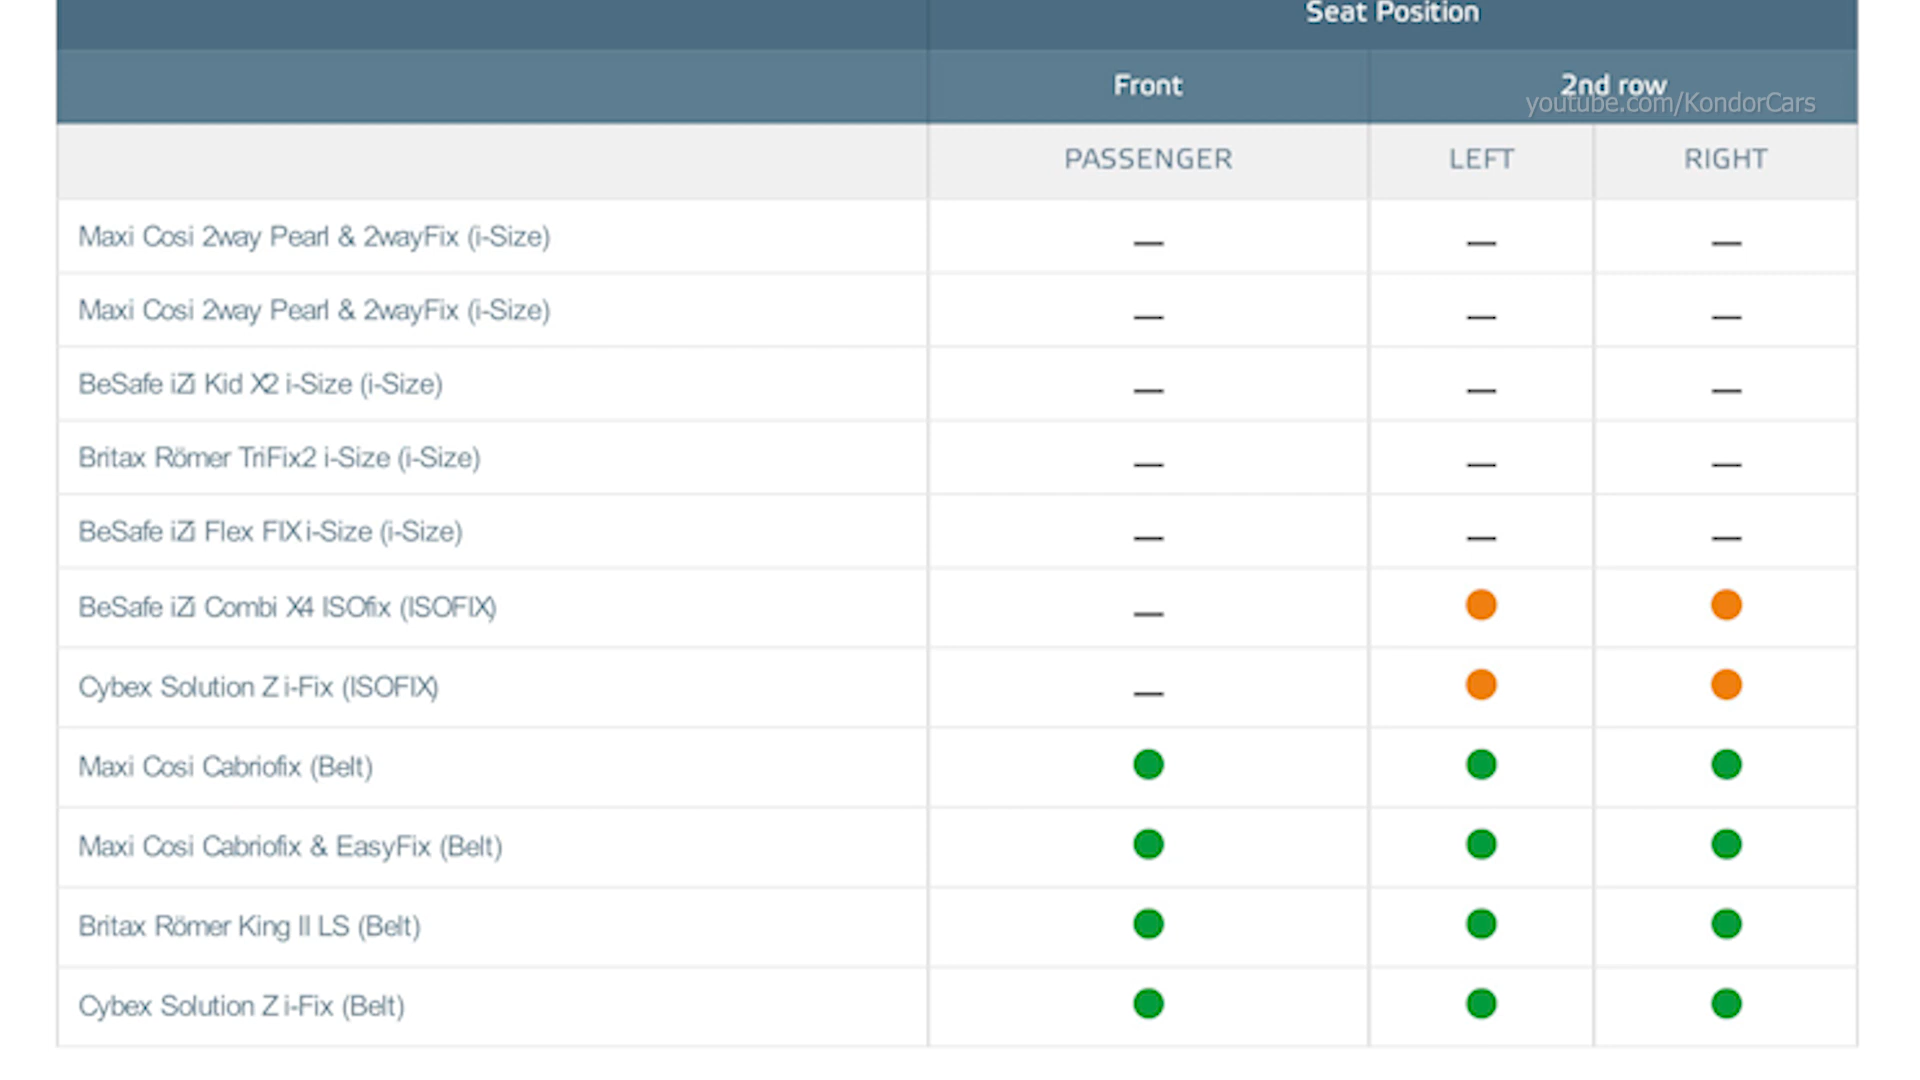 Seat Position
Front 2nd row
youtube.com/KondorCars
PASSENGER LEFT RIGHT
Maxi Cosi 2way Pearl & 2wayFix (i-Size) — — —
Maxi Cosi 2way Pearl & 2wayFix (i-Size) — — —
BeSafe iZi Kid X2 i-Size (i-Size) — — —
Britax Römer TriFix2 i-Size (i-Size) — — —
BeSafe iZi Flex FIX i-Size (i-Size) — — —
BeSafe iZi Combi X4 ISOfix (ISOFIX) —
Cybex Solution Z i-Fix (ISOFIX) —
Maxi Cosi Cabriofix (Belt)
Maxi Cosi Cabriofix & EasyFix (Belt)
Britax Römer King II LS (Belt)
Cybex Solution Z i-Fix (Belt)